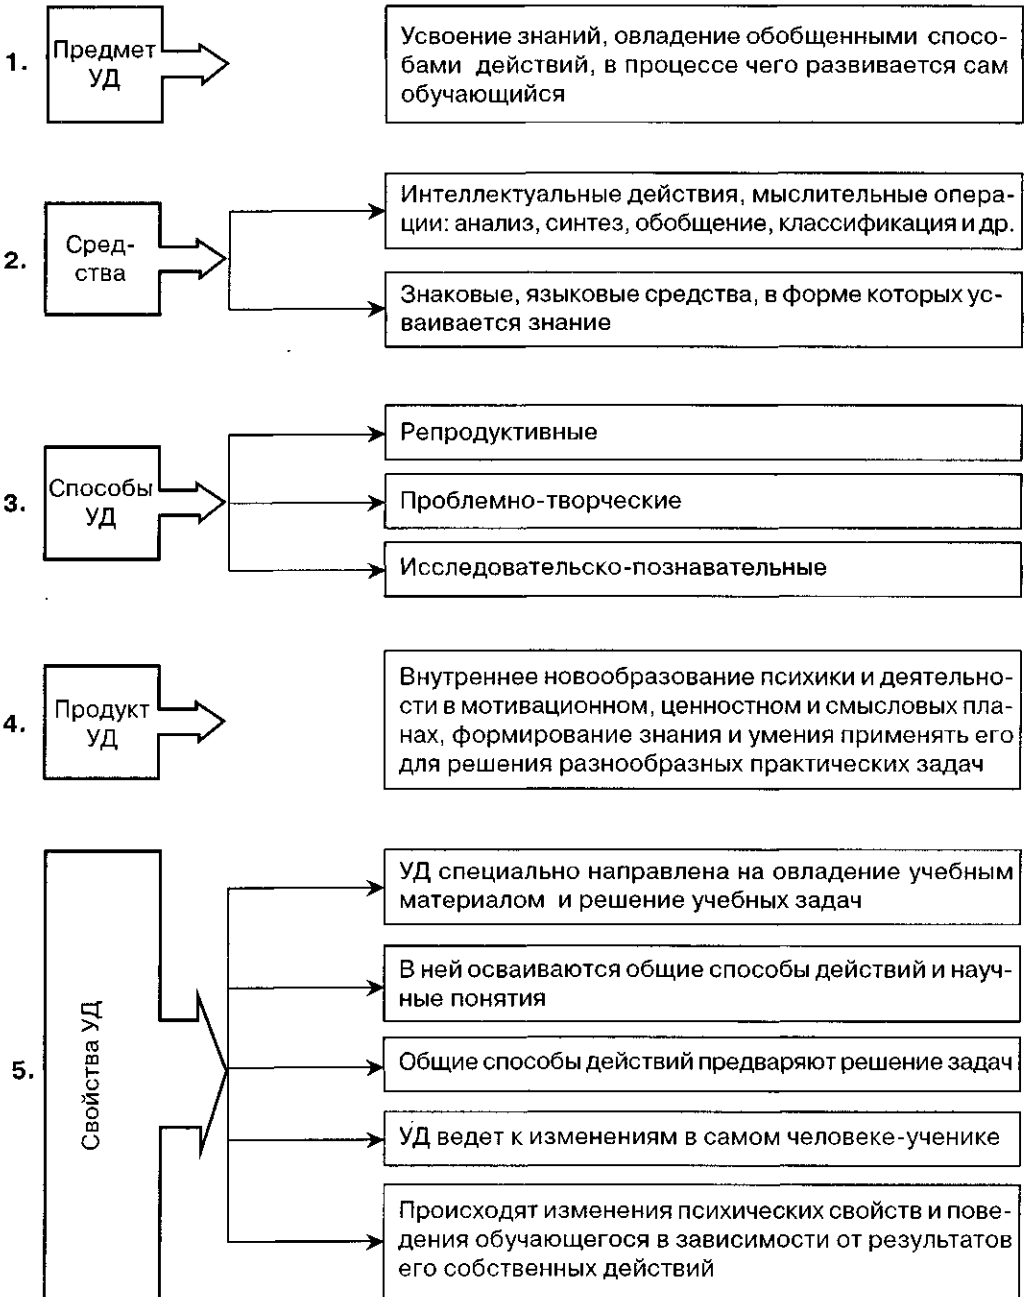 1.
Предмет
УД
Усвоение знаний, овладение обобщенными спосо-
бами действий, в процессе чего развивается сам
обучающийся
2.
Сред-
ства
Интеллектуальные действия, мыслительные опера-
ции: анализ, синтез, обобщение, классификация и др.
Знаковые, языковые средства, в форме которых ус-
ваивается знание
3.
Способы
УД
Репродуктивные
Проблемно-творческие
Исследовательско-познавательные
4.
Продукт
УД
Внутреннее новообразование психики и деятельно-
сти в мотивационном, ценностном и смысловых пла-
нах, формирование знания и умения применять его
для решения разнообразных практических задач
5.
Свойства УД
УД специально направлена на овладение учебным
материалом и решение учебных задач
В ней осваиваются общие способы действий и науч-
ные понятия
Общие способы действий предваряют решение задач
УД ведет к изменениям в самом человеке-ученике
Происходят изменения психических свойств и пове-
дения обучающегося в зависимости от результатов
его собственных действий